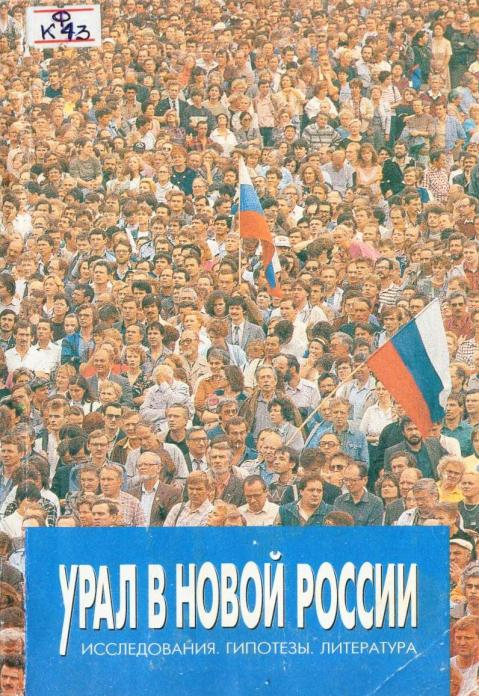 Ф
К 43
УРАЛ В НОВОЙ РОССИИ
ИССЛЕДОВАНИЯ. ГИПОТЕЗЫ. ЛИТЕРАТУРА